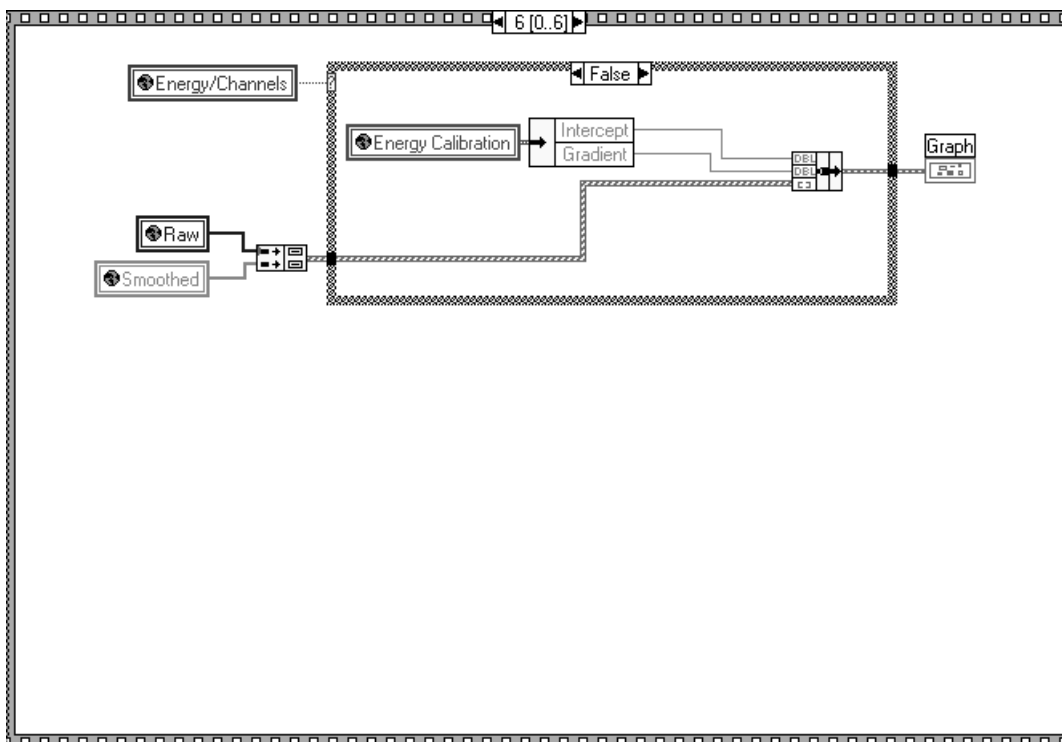 6 [0..6]
Energy/Channels
?
False
Energy Calibration
Intercept
Gradient
DBL
DBL
Graph
Raw
Smoothed